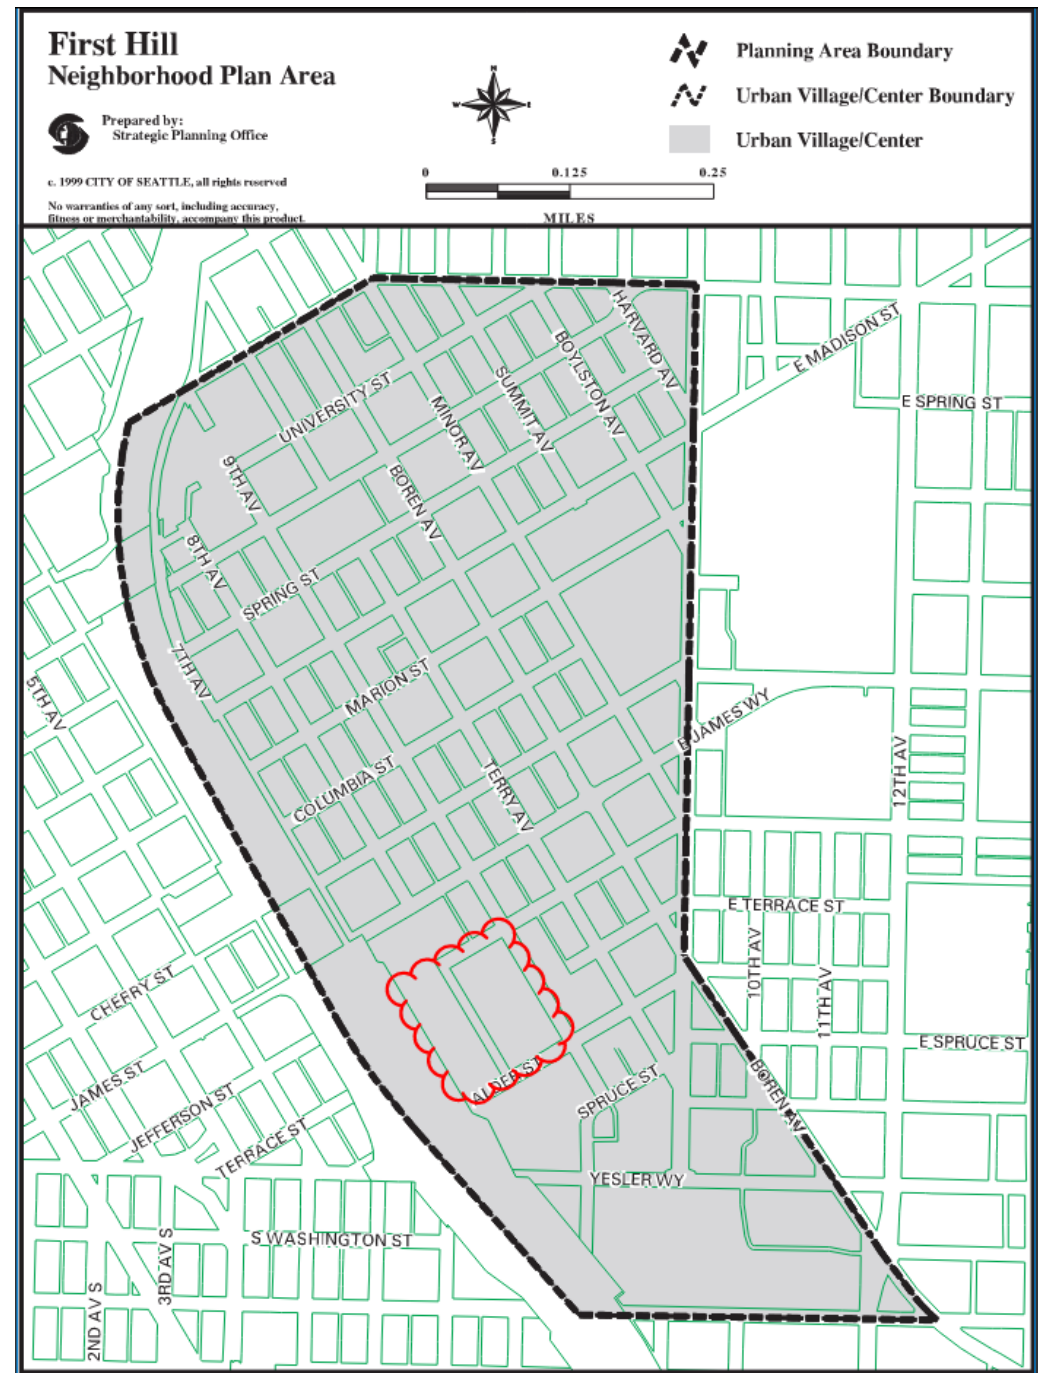 First Hill
Neighborhood Plan Area
Prepared by:
Strategic Planning Office
c. 1999 CITY OF SEATTLE, all rights reserved
No warranties of any sort, including accuracy,
fitness or merchantability, accompany this product.
N
W
E
S
0
0.125
0.25
MILES
Planning Area Boundary
Urban Village/Center Boundary
Urban Village/Center
HARVARD AV
E MADISON ST
BOYLSTON AV
SUMMIT AV
UNIVERSITY ST
MINOR AV
E SPRING ST
9TH AV
BOREN AV
8TH AV
SPRING ST
7TH AV
MARION ST
5TH AV
E JAMES WY
COLUMBIA ST
TERRY AV
12TH AV
E TERRACE ST
10TH AV
11TH AV
CHERRY ST
E SPRUCE ST
JAMES ST
ALDER ST
SPRUCE ST
BOREN AV
JEFFERSON ST
TERRACE ST
YESLER WY
S WASHINGTON ST
3RD AV S
2ND AV S